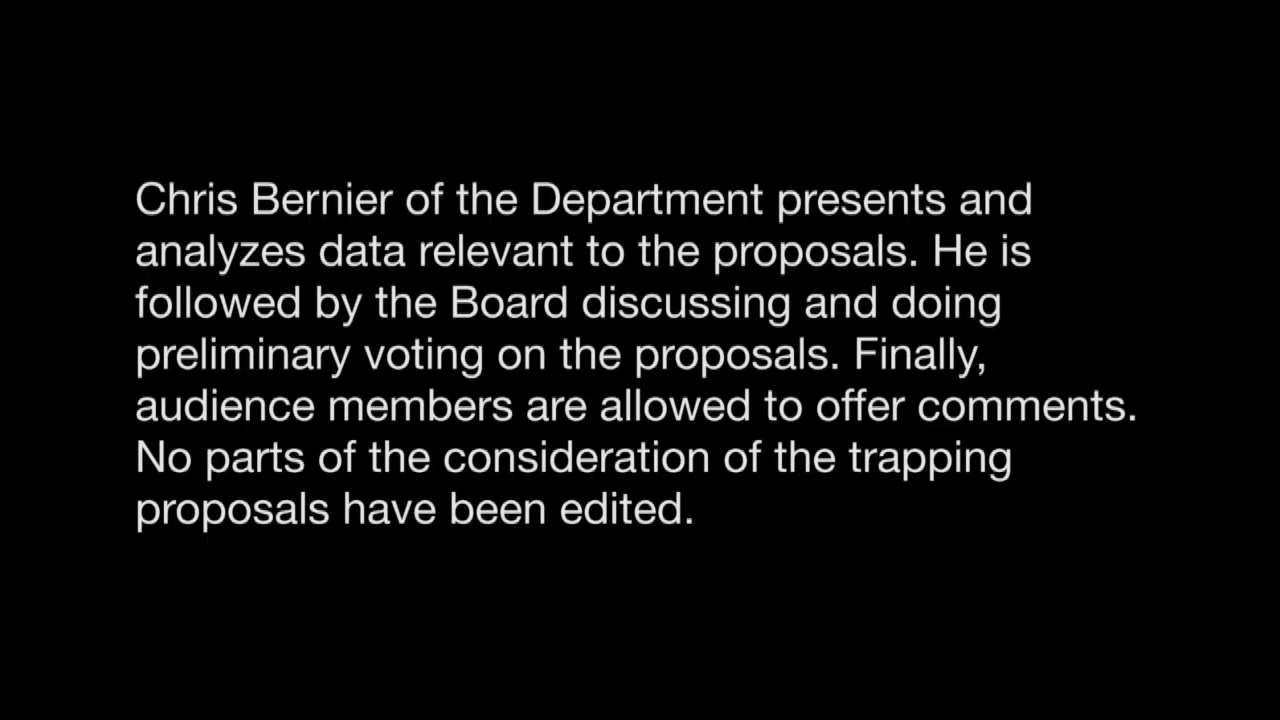 Chris Bernier of the Department presents and
analyzes data relevant to the proposals. He is
followed by the Board discussing and doing
preliminary voting on the proposals. Finally,
audience members are allowed to offer comments.
No parts of the consideration of the trapping
proposals have been edited.